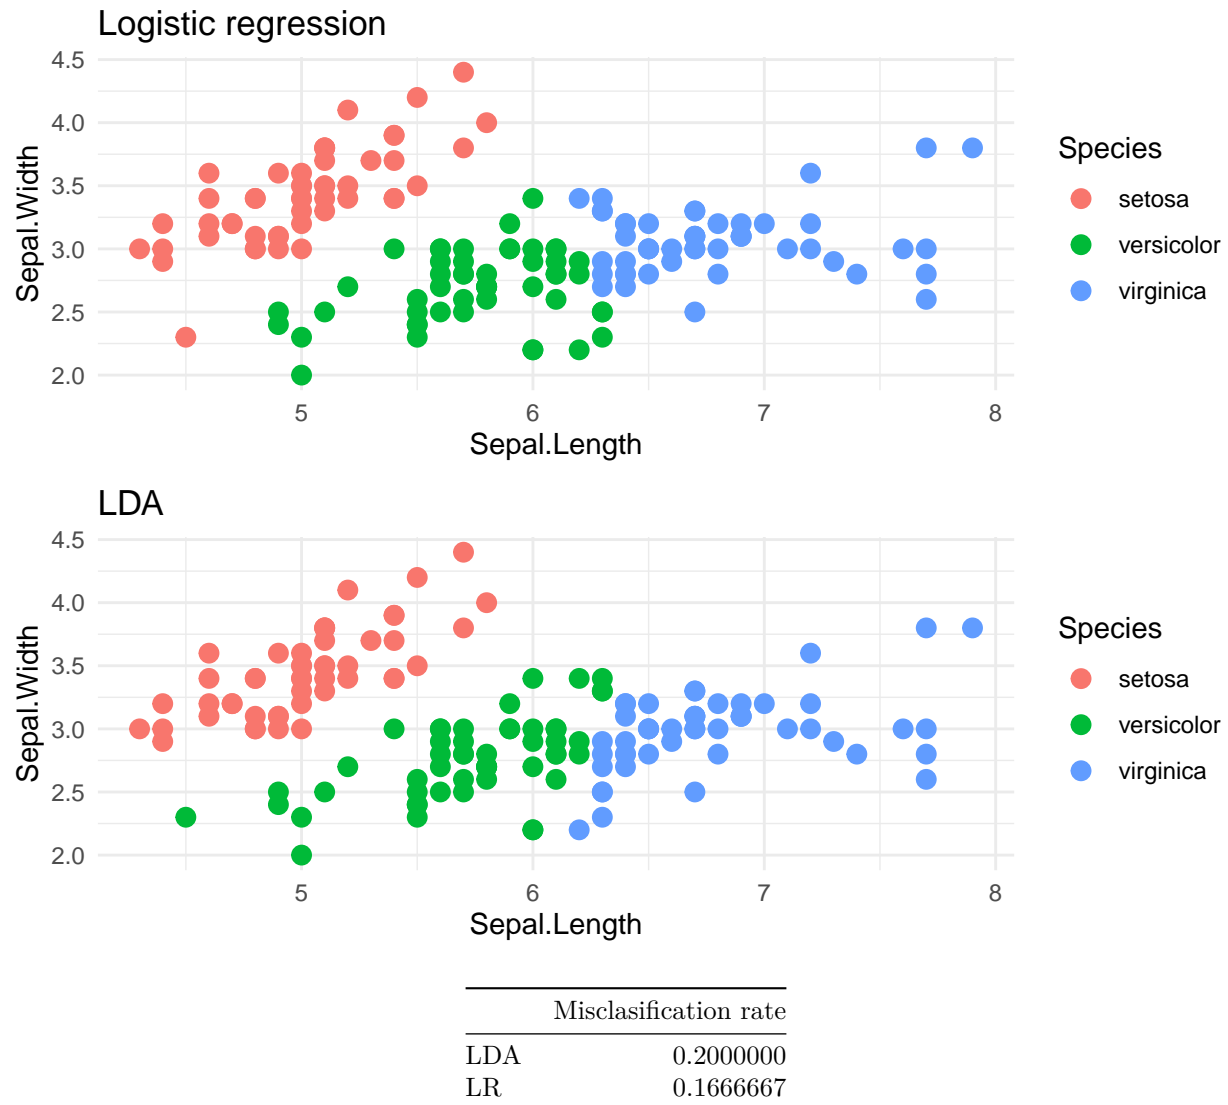 Logistic regression
4.5
4.0
3.5
3.0
2.5
2.0
Sepal.Width
5 6 7 8
Sepal.Length
Species
setosa
versicolor
virginica
LDA
4.5
4.0
3.5
3.0
2.5
2.0
Sepal.Width
5 6 7 8
Sepal.Length
Species
setosa
versicolor
virginica
Misclasification rate
LDA 0.2000000
LR 0.1666667